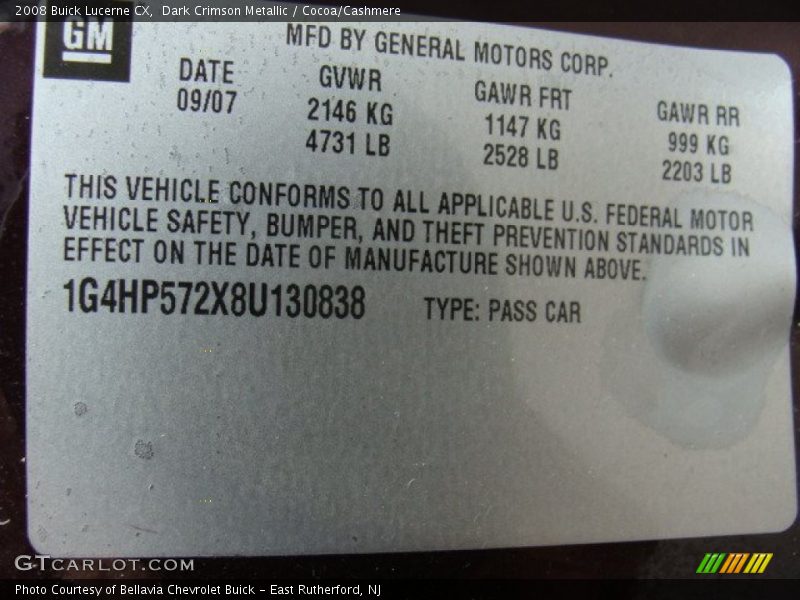 2008 Buick Lucerne CX, Dark Crimson Metallic / Cocoa/Cashmere
GM
MFD BY GENERAL MOTORS CORP.
DATE GVWR GAWR FRT GAWR RR
09/07 2146 KG 1147 KG 999 KG
4731 LB 2528 LB 2203 LB
THIS VEHICLE CONFORMS TO ALL APPLICABLE U.S. FEDERAL MOTOR
VEHICLE SAFETY, BUMPER, AND THEFT PREVENTION STANDARDS IN
EFFECT ON THE DATE OF MANUFACTURE SHOWN ABOVE.
1G4HP572X8U130838 TYPE: PASS CAR
GTCARLOT.COM
Photo Courtesy of Bellavia Chevrolet Buick - East Rutherford, NJ